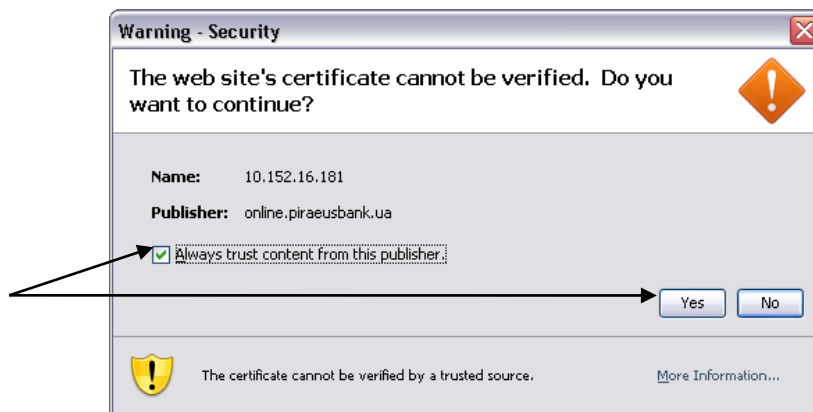 Warning - Security
The web site's certificate cannot be verified. Do you
want to continue?
Name: 10.152.16.181
Publisher: online.piraeusbank.ua
Always trust content from this publisher.
Yes No
The certificate cannot be verified by a trusted source. More Information...